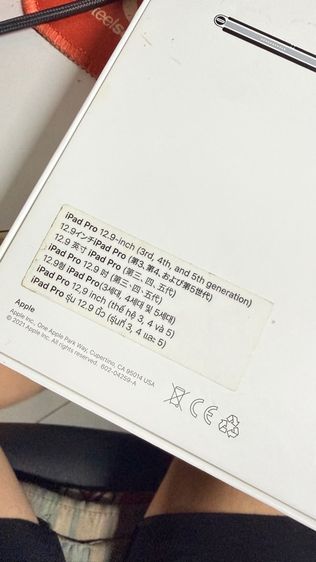 steels
iPad Pro 12.9-inch (3rd, 4th, and 5th generation)
12.9インチiPad Pro (第3、第4、および第5世代)
12.9 英寸 iPad Pro (第三、四、五代)
iPad Pro 12.9 吋 (第三、四、五代)
12.9형 iPad Pro(3세대, 4세대 및 5세대)
iPad Pro 12.9 inch (thế hệ 3, 4 và 5)
iPad Pro รุ่น 12.9 นิ้ว (รุ่นที่ 3, 4 และ 5)
Apple
Apple Inc., One Apple Park Way, Cupertino, CA 95014 USA
© 2021 Apple Inc. All rights reserved. 602-04259-A
CE